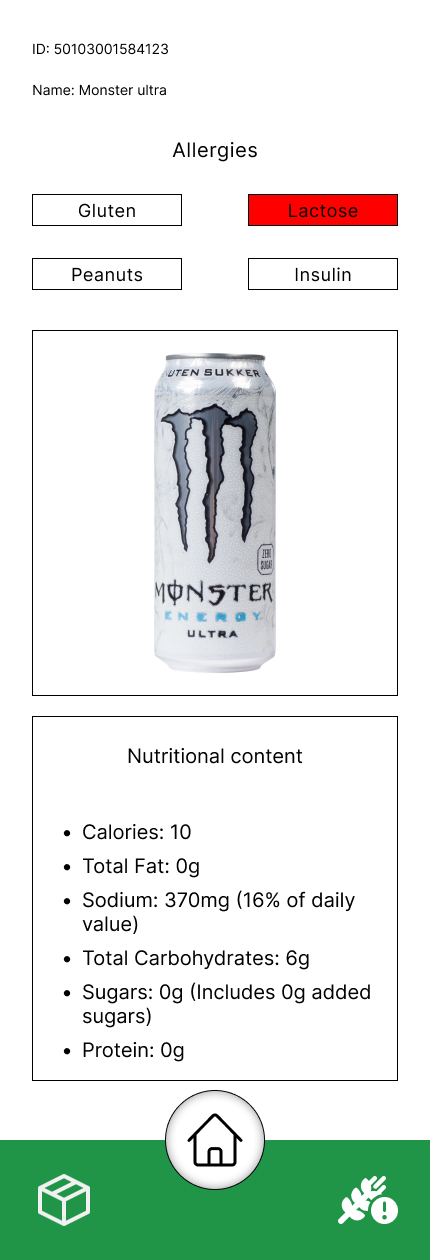 ID: 50103001584123
Name: Monster ultra
Allergies
Gluten
Lactose
Peanuts
Insulin
UTEN SUKKER
ZERO
SUGAR
MONSTER
ENERGY
ULTRA
Nutritional content
• Calories: 10
• Total Fat: 0g
• Sodium: 370mg (16% of daily
value)
• Total Carbohydrates: 6g
• Sugars: 0g (Includes 0g added
sugars)
• Protein: 0g